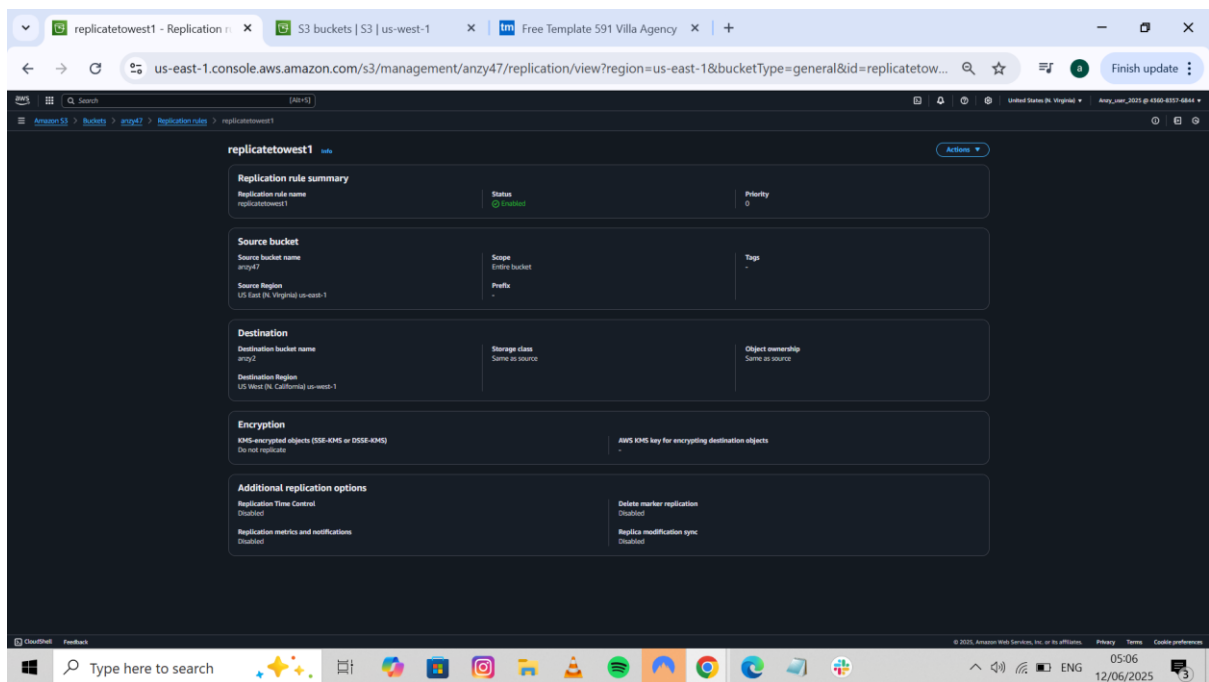 replicatetowest1 - Replication r
S3 buckets | S3 | us-west-1
tm Free Template 591 Villa Agency
us-east-1.console.aws.amazon.com/s3/management/anzy47/replication/view?region=us-east-1&bucketType=general&id=replicatetow...
a
Finish update
aws
Search
[Alt+S]
United States (N. Virginia)
Anzy_user_2025 @ 4360-8357-6844
Amazon S3 > Buckets > anzy47 > Replication rules > replicatetowest1
replicatetowest1 Info
Actions
Replication rule summary
Replication rule name
replicatetowest1
Status
Enabled
Priority
0
Source bucket
Source bucket name
anzy47
Source Region
US East (N. Virginia) us-east-1
Scope
Entire bucket
Prefix
-
Tags
-
Destination
Destination bucket name
anzy2
Destination Region
US West (N. California) us-west-1
Storage class
Same as source
Object ownership
Same as source
Encryption
KMS-encrypted objects (SSE-KMS or DSSE-KMS)
Do not replicate
AWS KMS key for encrypting destination objects
-
Additional replication options
Replication Time Control
Disabled
Replication metrics and notifications
Disabled
Delete marker replication
Disabled
Replica modification sync
Disabled
CloudShell Feedback
© 2025, Amazon Web Services, Inc. or its affiliates. Privacy Terms Cookie preferences
Type here to search
ENG
05:06
12/06/2025
3